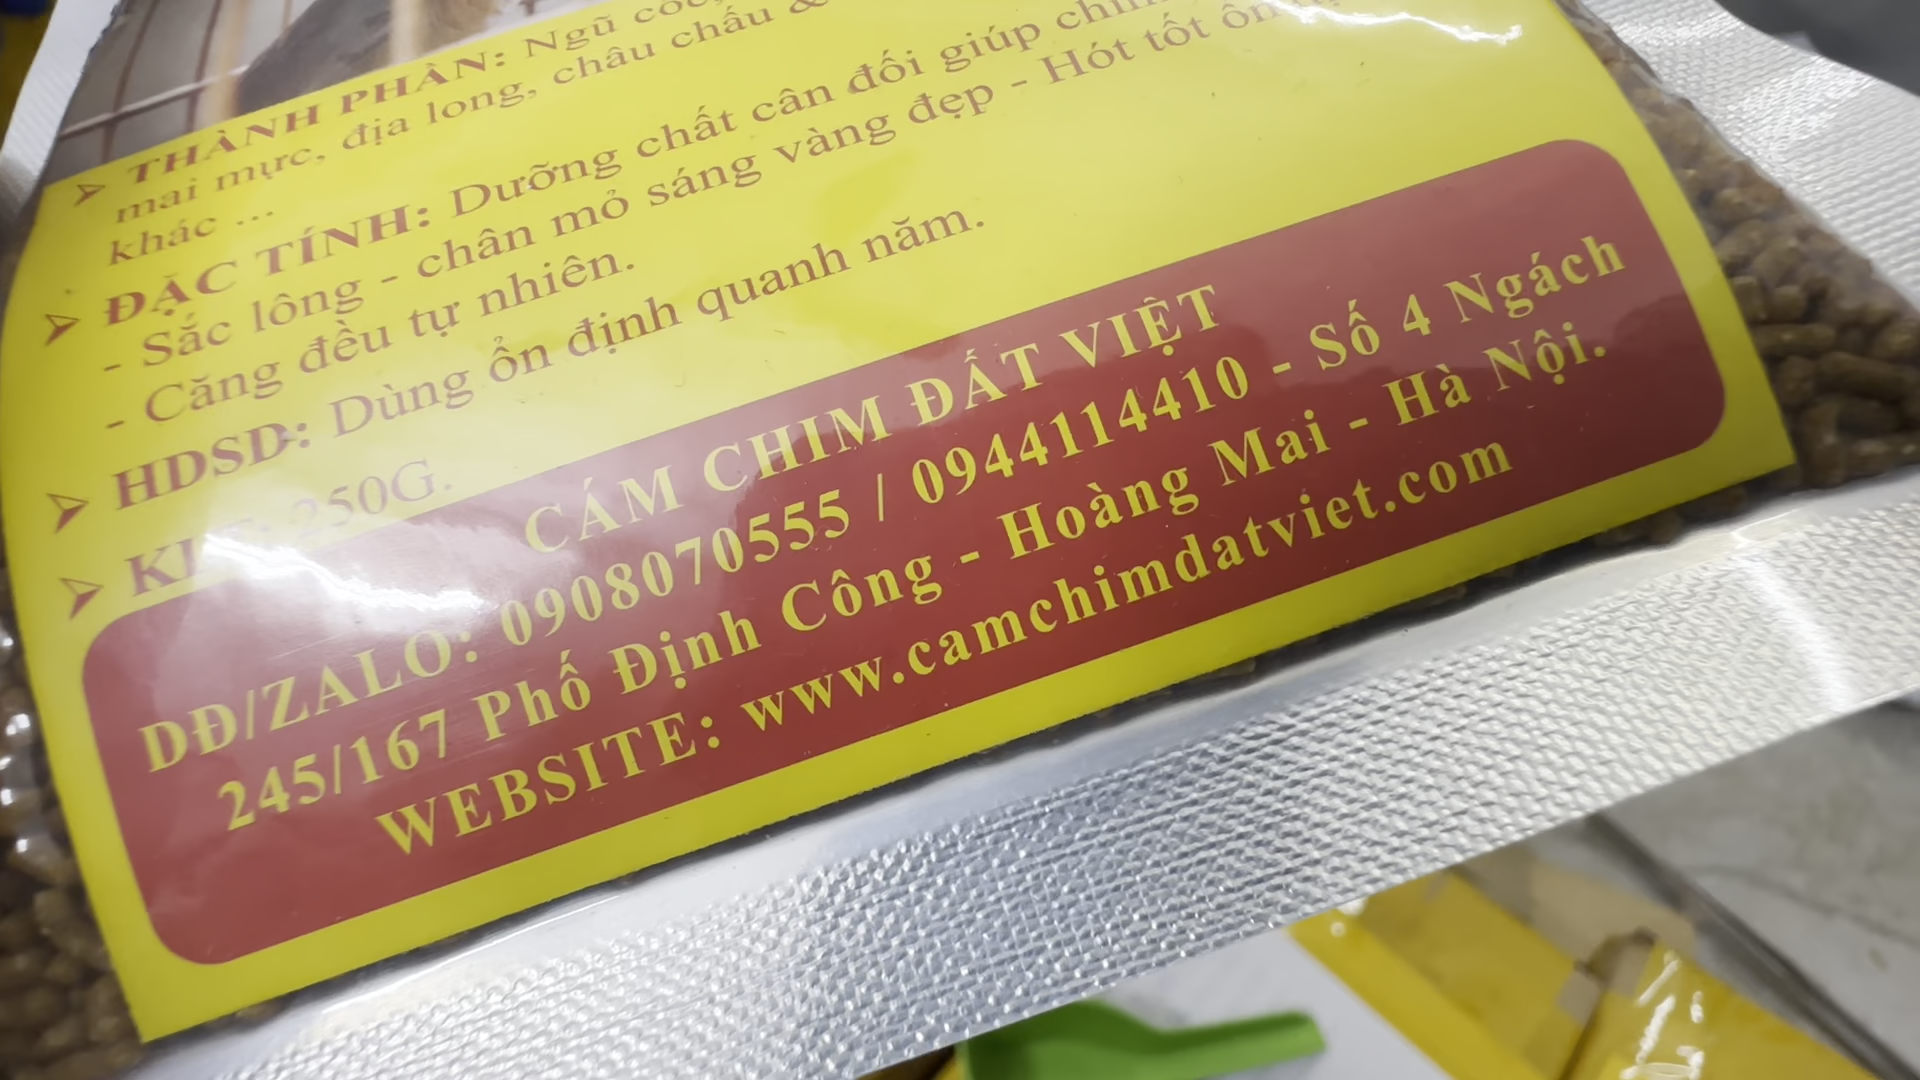 ➢ THÀNH PHẦN: Ngũ cốc,
mai mực, địa long, châu chấu &
khác ...
➢ ĐẶC TÍNH: Dưỡng chất cân đối giúp chim
- Sắc lông - chân mỏ sáng vàng đẹp - Hót tốt ổn
- Căng đều tự nhiên.
➢ HDSD: Dùng ổn định quanh năm.
➢ 250G.
CÁM CHIM ĐẤT VIỆT
DĐ/ZALO: 0908070555 / 0944114410 - Số 4 Ngách
245/167 Phố Định Công - Hoàng Mai - Hà Nội.
WEBSITE: www.camchimdatviet.com